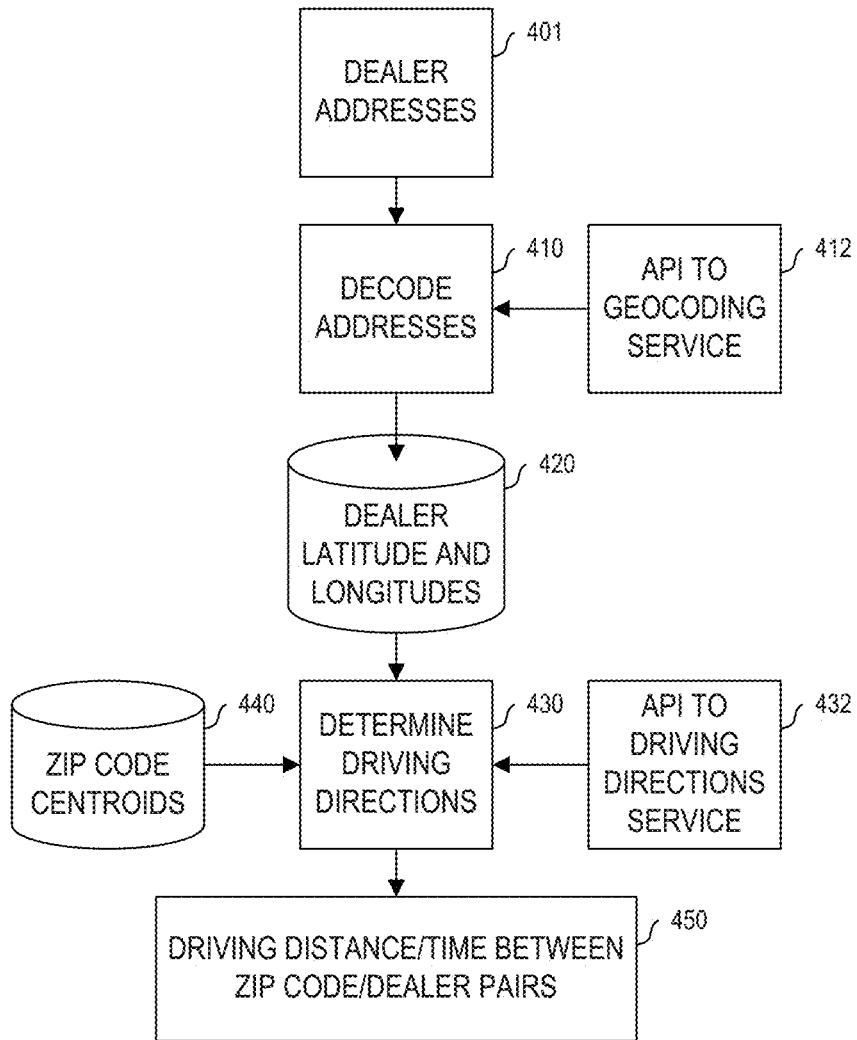 401
DEALER
ADDRESSES
410
DECODE
ADDRESSES
412
API TO
GEOCODING
SERVICE
420
DEALER
LATITUDE AND
LONGITUDES
440
ZIP CODE
CENTROIDS
430
DETERMINE
DRIVING
DIRECTIONS
432
API TO
DRIVING
DIRECTIONS
SERVICE
450
DRIVING DISTANCE/TIME BETWEEN
ZIP CODE/DEALER PAIRS